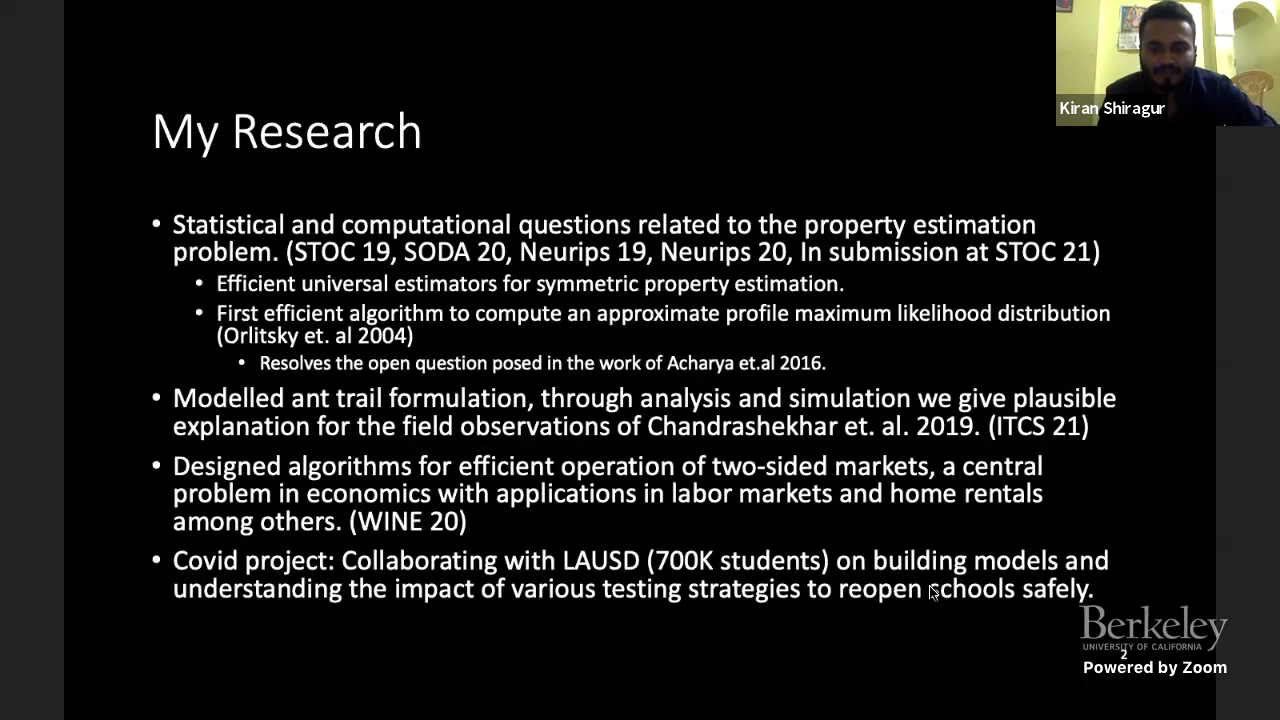 Kiran Shiragur
My Research
• Statistical and computational questions related to the property estimation
problem. (STOC 19, SODA 20, Neurips 19, Neurips 20, In submission at STOC 21)
• Efficient universal estimators for symmetric property estimation.
• First efficient algorithm to compute an approximate profile maximum likelihood distribution
(Orlitsky et. al 2004)
• Resolves the open question posed in the work of Acharya et.al 2016.
• Modelled ant trail formulation, through analysis and simulation we give plausible
explanation for the field observations of Chandrashekhar et. al. 2019. (ITCS 21)
• Designed algorithms for efficient operation of two-sided markets, a central
problem in economics with applications in labor markets and home rentals
among others. (WINE 20)
• Covid project: Collaborating with LAUSD (700K students) on building models and
understanding the impact of various testing strategies to reopen schools safely.
Berkeley
UNIVERSITY OF CALIFORNIA
2
Powered by Zoom